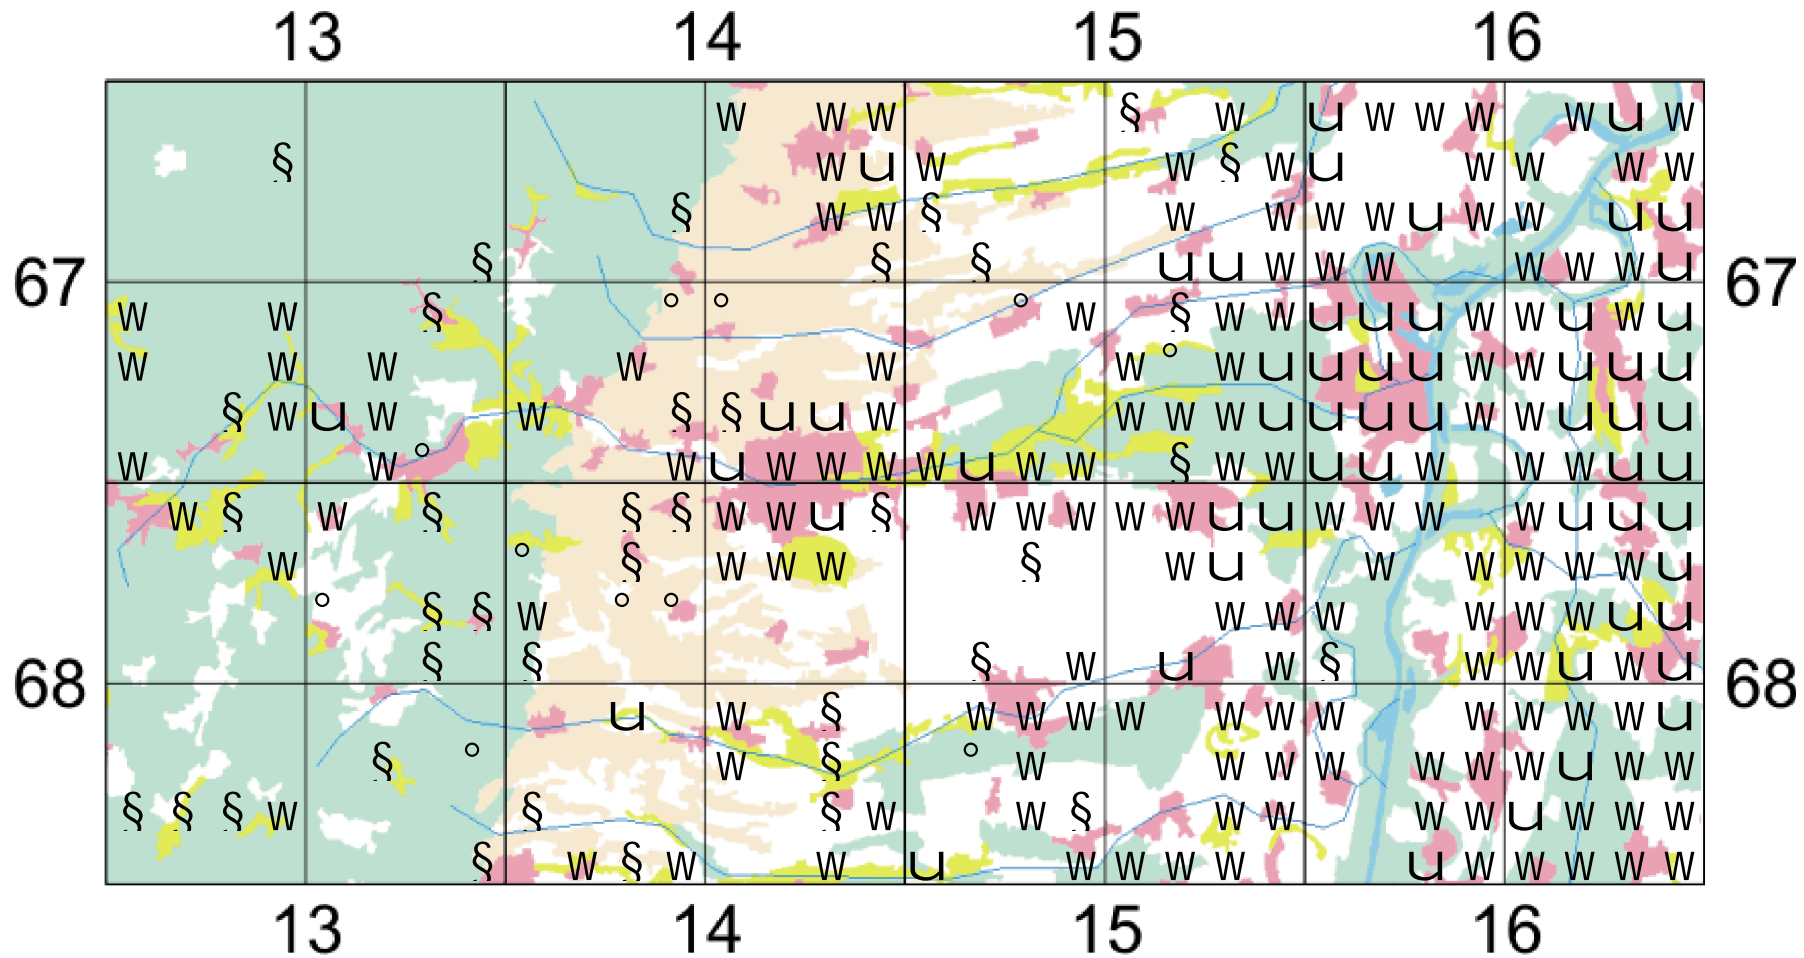 13 14 15 16
W W W § W U W W W W U W
§ W U W W § W U W W W W
§ W W § W W W W U W W U U
§ § § U U W W W W W W U
67 67
W W § ° ° ° W § W W U U U W W U W U
W W W W W W ° W U U U U W W U U U
§ W U W W § § U U W W W W U U U U W W U U U
W W ° W U W W W W U W W § W W U U W W W U U
W § W § § § W W U § W W W W W U U W W W W U U U
W ° § W W W § W U W W W W U
° § § W ° ° W W W W W W U U
§ § § W U W § W W U W U
68 68
U W § W W W W W W W W W W W U
§ ° W § ° W W W W W W W U W W
§ § § W § § W W § W W W W U W W W
§ W § W W U W W W W U W W W W W
13 14 15 16